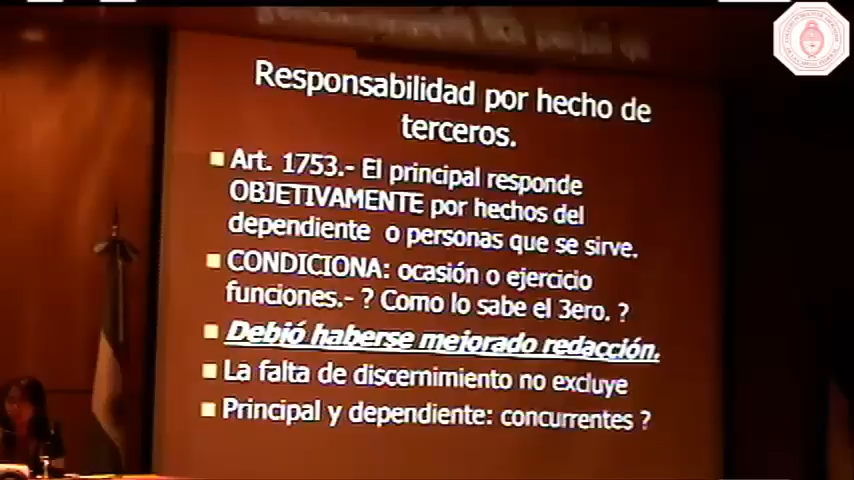 Responsabilidad por hecho de
terceros.
Art. 1753.- El principal responde
OBJETIVAMENTE por hechos del
dependiente o personas que se sirve.
CONDICIONA: ocasión o ejercicio
funciones.- ? Como lo sabe el 3ero. ?
Debió haberse mejorado redacción.
La falta de discernimiento no excluye
Principal y dependiente: concurrentes ?